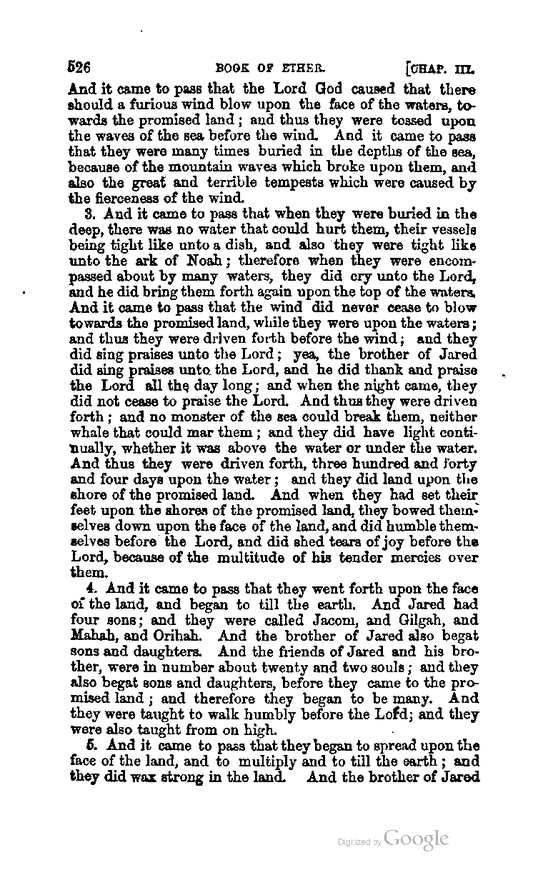 526 BOOK OF ETHER. [CHAP. III.
And it came to pass that the Lord God caused that there
should a furious wind blow upon the face of the waters, to-
wards the promised land; and thus they were tossed upon
the waves of the sea before the wind. And it came to pass
that they were many times buried in the depths of the sea,
because of the mountain waves which broke upon them, and
also the great and terrible tempests which were caused by
the fierceness of the wind.
3. And it came to pass that when they were buried in the
deep, there was no water that could hurt them, their vessels
being tight like unto a dish, and also they were tight like
unto the ark of Noah; therefore when they were encom-
passed about by many waters, they did cry unto the Lord,
and he did bring them forth again upon the top of the waters.
And it came to pass that the wind did never cease to blow
towards the promised land, while they were upon the waters;
and thus they were driven forth before the wind; and they
did sing praises unto the Lord; yea, the brother of Jared
did sing praises unto the Lord, and he did thank and praise
the Lord all the day long; and when the night came, they
did not cease to praise the Lord. And thus they were driven
forth; and no monster of the sea could break them, neither
whale that could mar them; and they did have light conti-
nually, whether it was above the water or under the water.
And thus they were driven forth, three hundred and forty
and four days upon the water; and they did land upon the
shore of the promised land. And when they had set their
feet upon the shores of the promised land, they bowed them-
selves down upon the face of the land, and did humble them-
selves before the Lord, and did shed tears of joy before the
Lord, because of the multitude of his tender mercies over
them.
4. And it came to pass that they went forth upon the face
of the land, and began to till the earth. And Jared had
four sons; and they were called Jacom, and Gilgah, and
Mahah, and Orihah. And the brother of Jared also begat
sons and daughters. And the friends of Jared and his bro-
ther, were in number about twenty and two souls; and they
also begat sons and daughters, before they came to the pro-
mised land; and therefore they began to be many. And
they were taught to walk humbly before the Lord; and they
were also taught from on high.
5. And it came to pass that they began to spread upon the
face of the land, and to multiply and to till the earth; and
they did wax strong in the land. And the brother of Jared
Digitized by Google